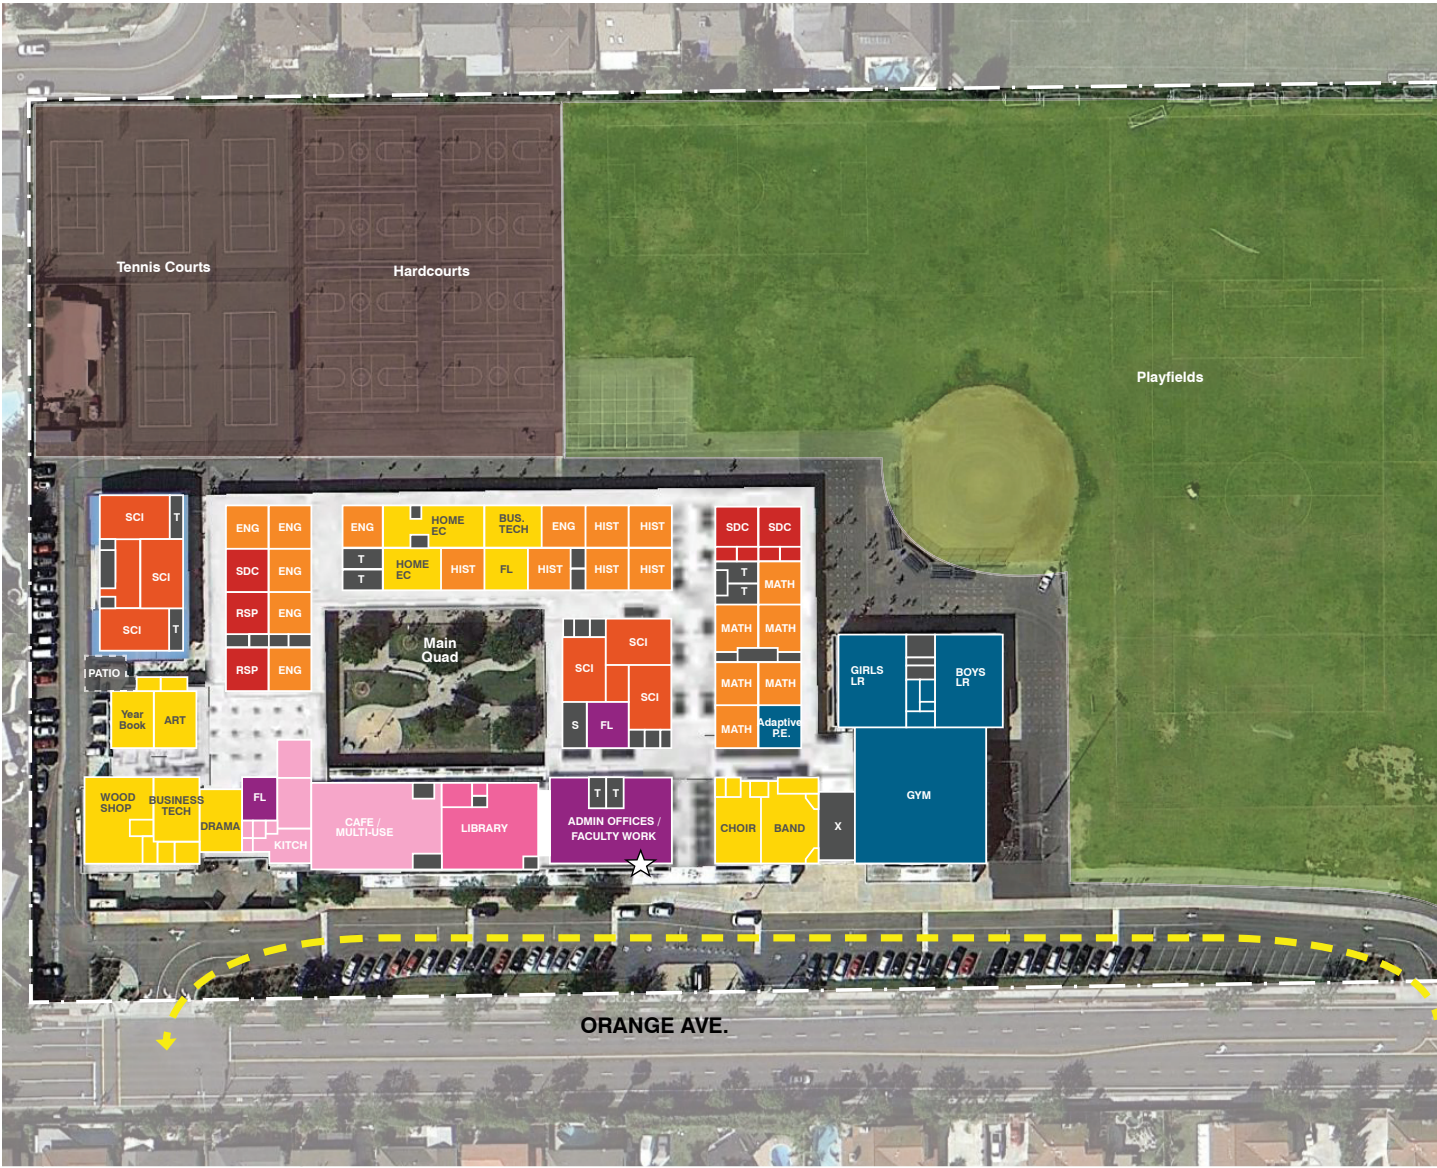 Tennis Courts
Hardcourts
Playfields
SCI
T
SCI
SCI
T
PATIO
Year
Book
ART
ENG
ENG
SDC
ENG
RSP
ENG
RSP
ENG
ENG
HOME
EC
BUS.
TECH
ENG
HIST
HIST
T
T
HOME
EC
HIST
FL
HIST
HIST
HIST
Main
Quad
SCI
SCI
SCI
S
FL
SDC
SDC
T
T
MATH
MATH
MATH
MATH
MATH
MATH
Adaptive
P.E.
GIRLS
LR
BOYS
LR
GYM
WOOD
SHOP
BUSINESS
TECH
DRAMA
FL
KITCH
CAFE /
MULTI-USE
LIBRARY
T
T
ADMIN OFFICES /
FACULTY WORK
CHOIR
BAND
X
ORANGE AVE.